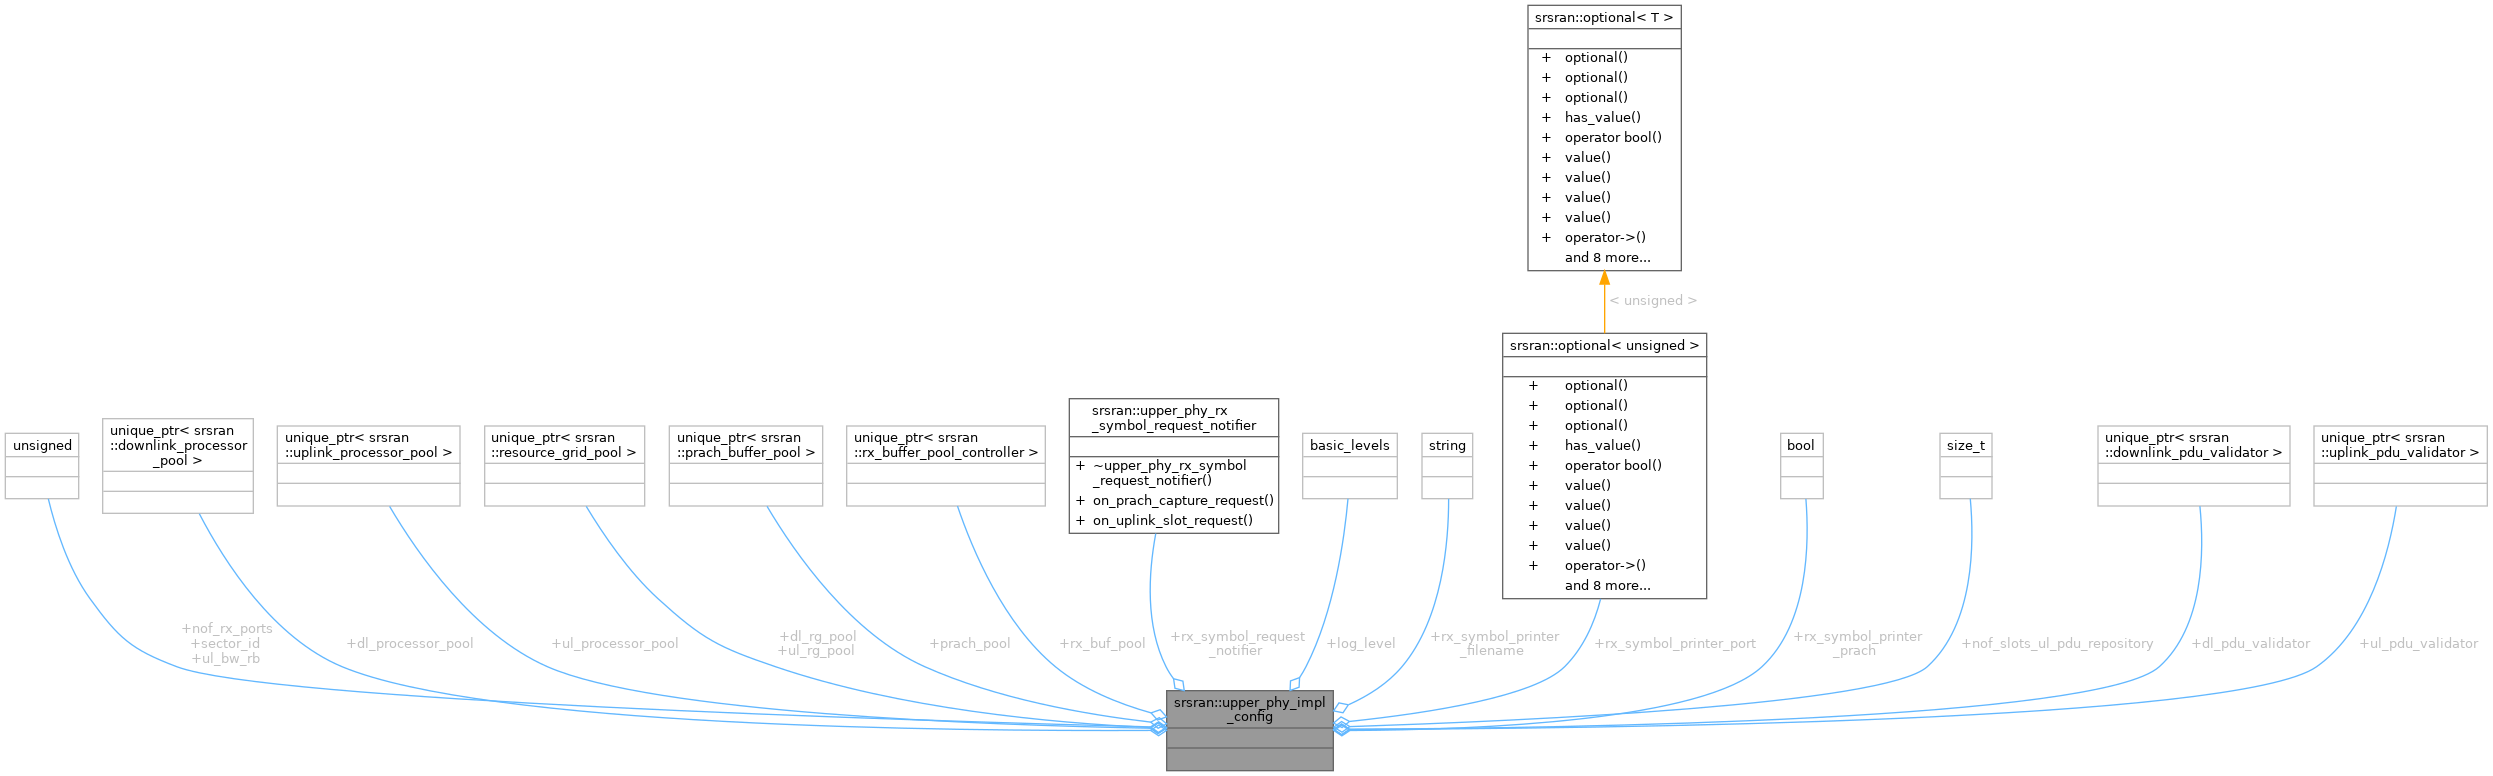 srsran::optional< T >
+ optional()
+ optional()
+ optional()
+ has_value()
+ operator bool()
+ value()
+ value()
+ value()
+ value()
+ operator->()
and 8 more...
< unsigned >
srsran::optional< unsigned >
+ optional()
+ optional()
+ optional()
+ has_value()
+ operator bool()
+ value()
+ value()
+ value()
+ value()
+ operator->()
and 8 more...
unsigned
unique_ptr< srsran
::downlink_processor
_pool >
unique_ptr< srsran
::uplink_processor_pool >
unique_ptr< srsran
::resource_grid_pool >
unique_ptr< srsran
::prach_buffer_pool >
unique_ptr< srsran
::rx_buffer_pool_controller >
srsran::upper_phy_rx
_symbol_request_notifier
+ ~upper_phy_rx_symbol
_request_notifier()
+ on_prach_capture_request()
+ on_uplink_slot_request()
basic_levels
string
bool
size_t
unique_ptr< srsran
::downlink_pdu_validator >
unique_ptr< srsran
::uplink_pdu_validator >
+nof_rx_ports
+sector_id
+ul_bw_rb
+dl_processor_pool
+ul_processor_pool
+dl_rg_pool
+ul_rg_pool
+prach_pool
+rx_buf_pool
+rx_symbol_request
_notifier
+log_level
+rx_symbol_printer
_filename
+rx_symbol_printer_port
+rx_symbol_printer
_prach
+nof_slots_ul_pdu_repository
+dl_pdu_validator
+ul_pdu_validator
srsran::upper_phy_impl
_config